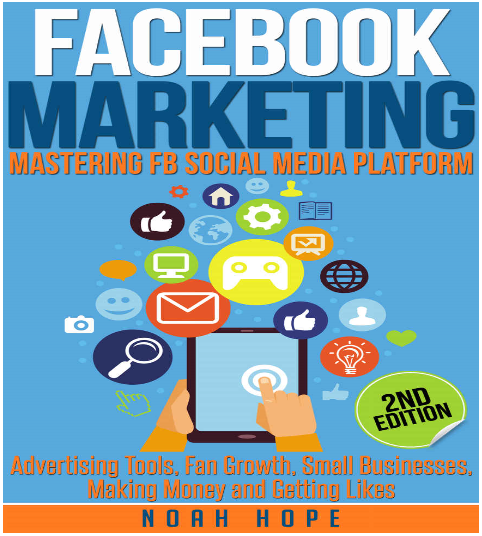 FACEBOOK
MARKETING
MASTERING FB SOCIAL MEDIA PLATFORM
2ND
EDITION
Advertising Tools, Fan Growth, Small Businesses,
Making Money and Getting Likes
NOAH HOPE